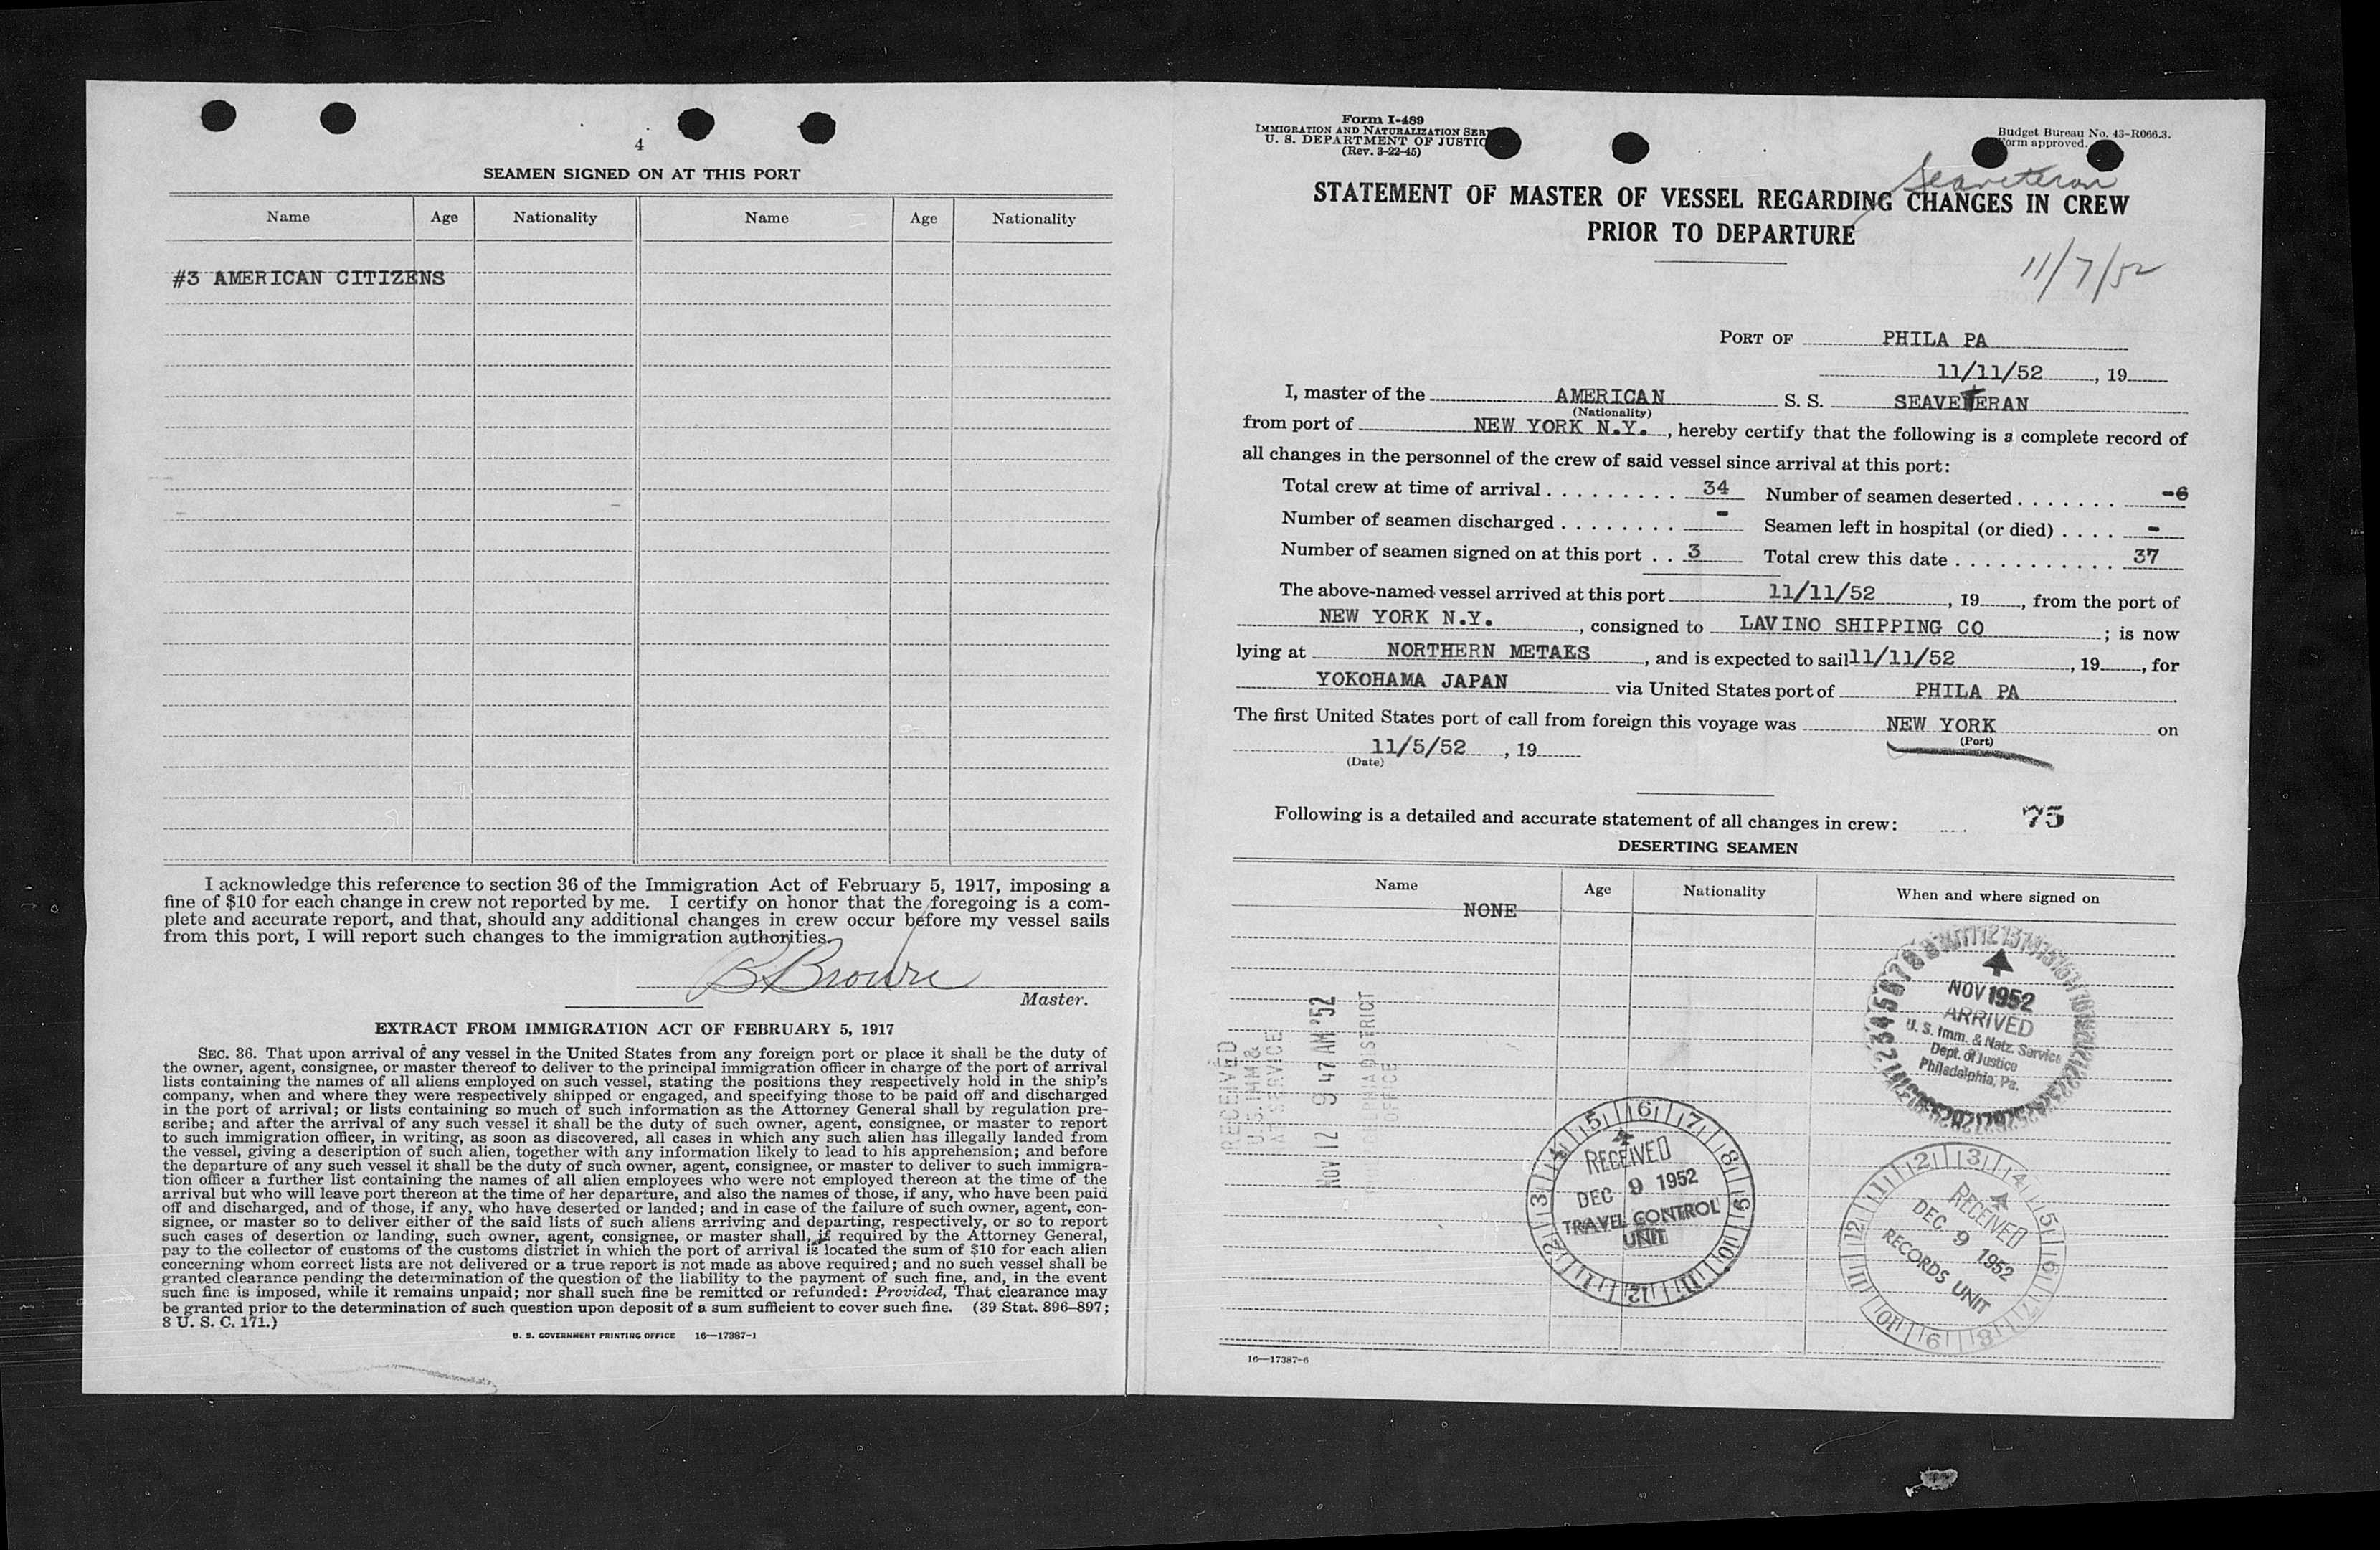 4
SEAMEN SIGNED ON AT THIS PORT
Name Age Nationality Name Age Nationality
#3 AMERICAN CITIZENS
I acknowledge this reference to section 36 of the Immigration Act of February 5, 1917, imposing a
fine of $10 for each change in crew not reported by me. I certify on honor that the foregoing is a com-
plete and accurate report, and that, should any additional changes in crew occur before my vessel sails
from this port, I will report such changes to the immigration authorities.
B Browne
Master.
EXTRACT FROM IMMIGRATION ACT OF FEBRUARY 5, 1917
SEC. 36. That upon arrival of any vessel in the United States from any foreign port or place it shall be the duty of
the owner, agent, consignee, or master thereof to deliver to the principal immigration officer in charge of the port of arrival
lists containing the names of all aliens employed on such vessel, stating the positions they respectively hold in the ship's
company, when and where they were respectively shipped or engaged, and specifying those to be paid off and discharged
in the port of arrival; or lists containing so much of such information as the Attorney General shall by regulation pre-
scribe; and after the arrival of any such vessel it shall be the duty of such owner, agent, consignee, or master to report
to such immigration officer, in writing, as soon as discovered, all cases in which any such alien has illegally landed from
the vessel, giving a description of such alien, together with any information likely to lead to his apprehension; and before
the departure of any such vessel it shall be the duty of such owner, agent, consignee, or master to deliver to such immigra-
tion officer a further list containing the names of all alien employees who were not employed thereon at the time of the
arrival but who will leave port thereon at the time of her departure, and also the names of those, if any, who have been paid
off and discharged, and of those, if any, who have deserted or landed; and in case of the failure of such owner, agent, con-
signee, or master so to deliver either of the said lists of such aliens arriving and departing, respectively, or so to report
such cases of desertion or landing, such owner, agent, consignee, or master shall, if required by the Attorney General,
pay to the collector of customs of the customs district in which the port of arrival is located the sum of $10 for each alien
concerning whom correct lists are not delivered or a true report is not made as above required; and no such vessel shall be
granted clearance pending the determination of the question of the liability to the payment of such fine, and, in the event
such fine is imposed, while it remains unpaid; nor shall such fine be remitted or refunded: Provided, That clearance may
be granted prior to the determination of such question upon deposit of a sum sufficient to cover such fine. (39 Stat. 896–897;
8 U. S. C. 171.)
U. S. GOVERNMENT PRINTING OFFICE 16—17387-1
Form I-489
IMMIGRATION AND NATURALIZATION SER
U. S. DEPARTMENT OF JUSTIC
(Rev. 3-22-45)
Budget Bureau No. 43-R066.3.
Form approved.
Seaveteran
STATEMENT OF MASTER OF VESSEL REGARDING CHANGES IN CREW
PRIOR TO DEPARTURE
11/7/52
PORT OF PHILA PA
11/11/52, 19
I, master of the AMERICAN S. S. SEAVETERAN
(Nationality)
from port of NEW YORK N.Y., hereby certify that the following is a complete record of
all changes in the personnel of the crew of said vessel since arrival at this port:
Total crew at time of arrival . . . . . . . . . 34 Number of seamen deserted . . . . . . . -6
Number of seamen discharged . . . . . . . . - Seamen left in hospital (or died) . . . . -
Number of seamen signed on at this port . . 3 Total crew this date . . . . . . . . . . . . 37
The above-named vessel arrived at this port 11/11/52, 19, from the port of
NEW YORK N.Y., consigned to LAVINO SHIPPING CO; is now
lying at NORTHERN METALS, and is expected to sail 11/11/52, 19, for
YOKOHAMA JAPAN via United States port of PHILA PA
The first United States port of call from foreign this voyage was NEW YORK on
(Port)
11/5/52, 19
(Date)
Following is a detailed and accurate statement of all changes in crew: 75
DESERTING SEAMEN
Name Age Nationality When and where signed on
NONE
NOV 1952
ARRIVED
U. S. Imm. & Natz. Service
Dept. of Justice
Philadelphia, Pa.
RECEIVED
U.S. IMM &
NAT SERVICE
NOV 12 9 47 AM '52
DISTRICT
OFFICE
RECEIVED
DEC 9 1952
TRAVEL CONTROL
UNIT
RECEIVED
DEC 9 1952
RECORDS UNIT
16—17387-6